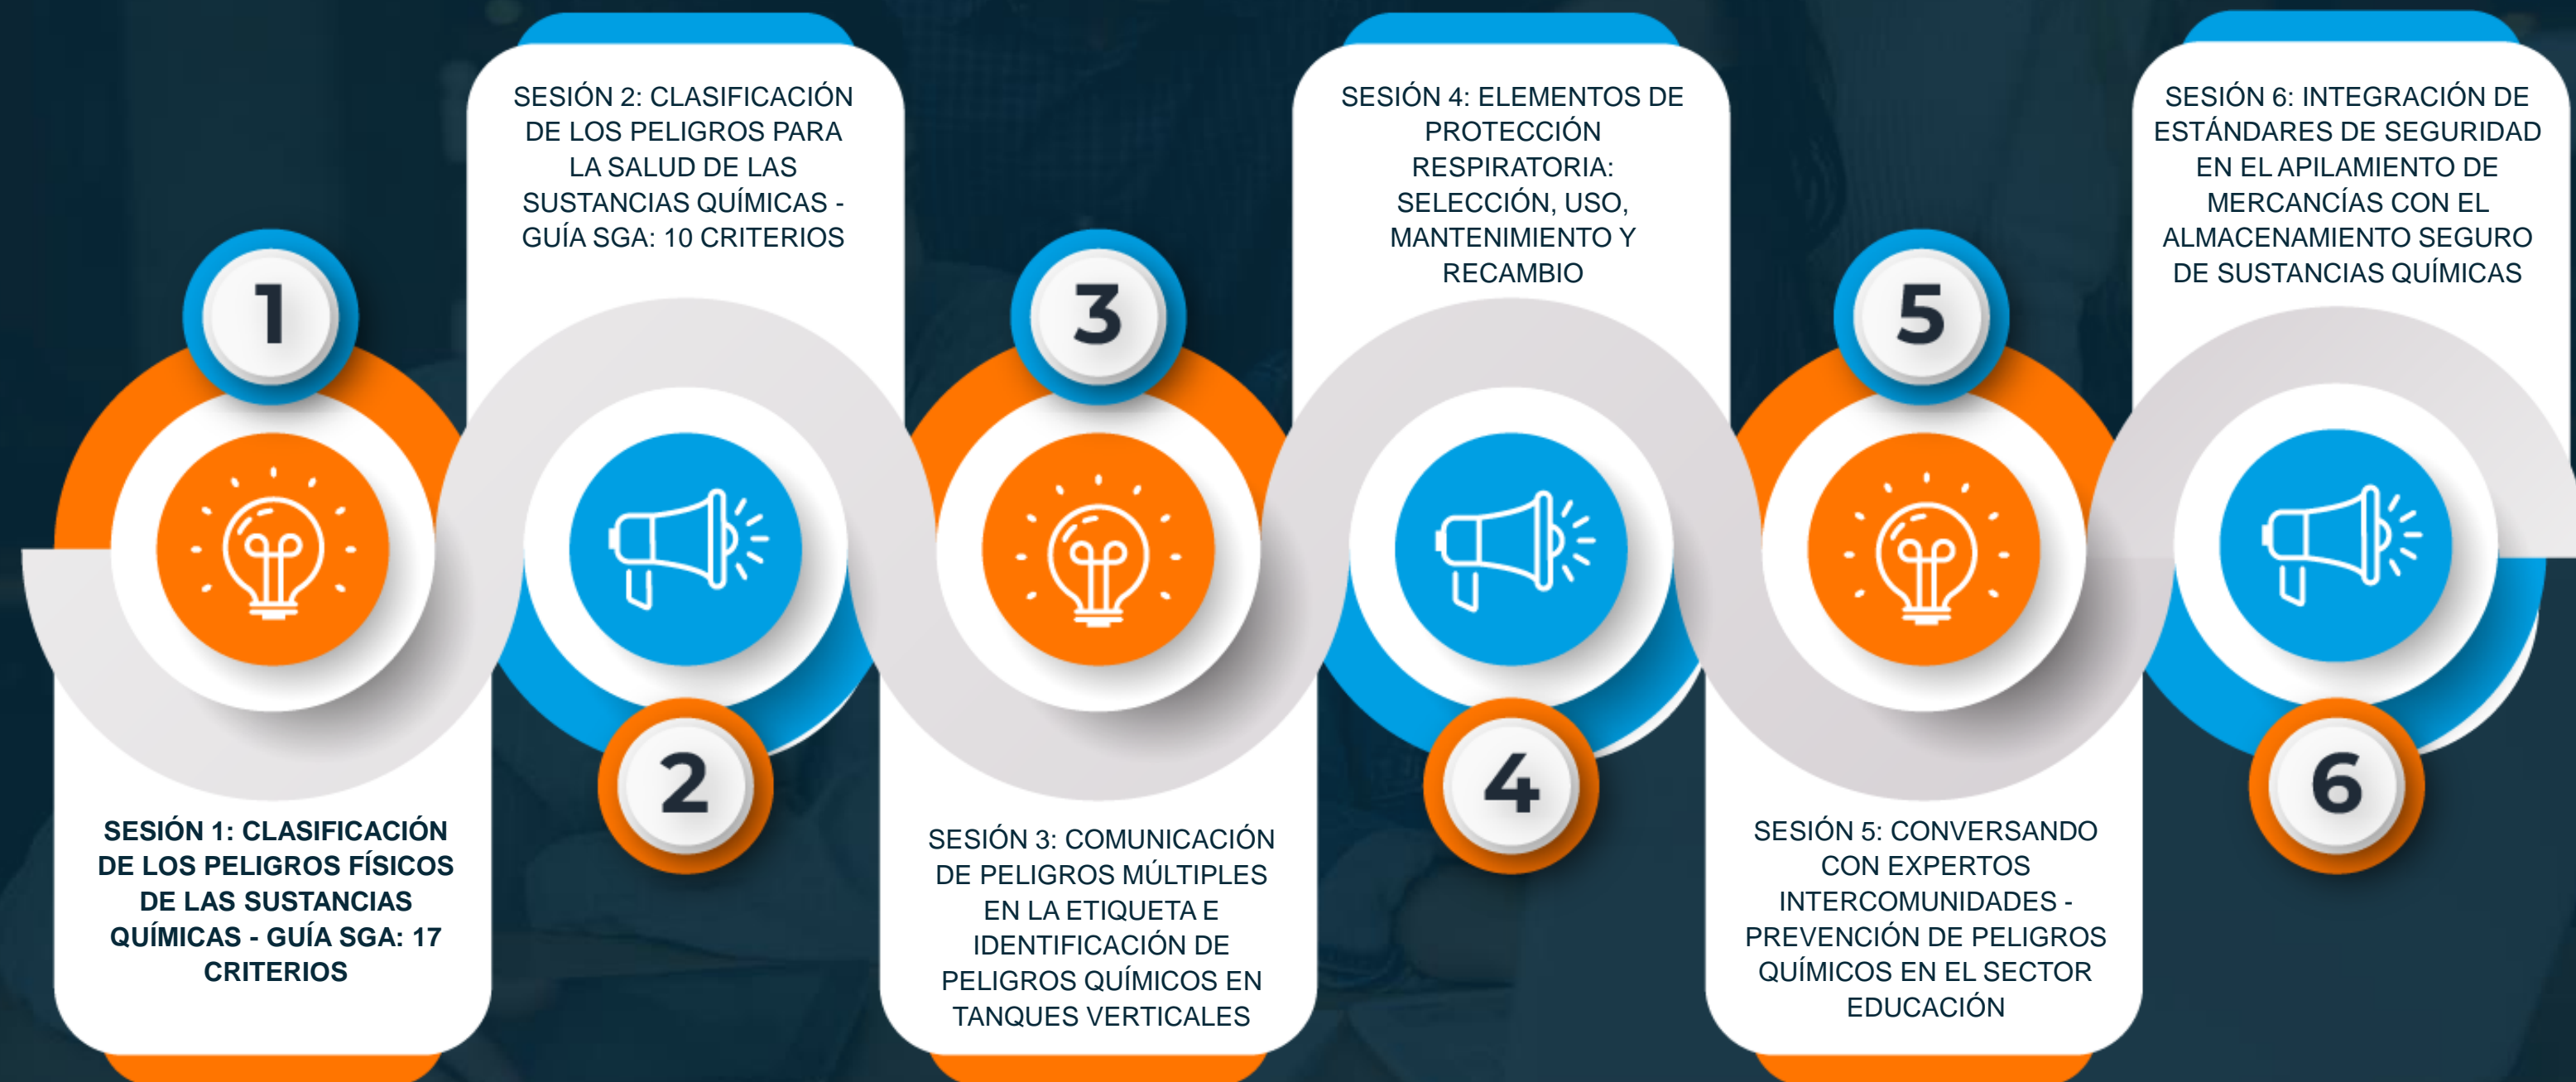 1
SESIÓN 1: CLASIFICACIÓN
DE LOS PELIGROS FÍSICOS
DE LAS SUSTANCIAS
QUÍMICAS - GUÍA SGA: 17
CRITERIOS
SESIÓN 2: CLASIFICACIÓN
DE LOS PELIGROS PARA
LA SALUD DE LAS
SUSTANCIAS QUÍMICAS -
GUÍA SGA: 10 CRITERIOS
2
3
SESIÓN 3: COMUNICACIÓN
DE PELIGROS MÚLTIPLES
EN LA ETIQUETA E
IDENTIFICACIÓN DE
PELIGROS QUÍMICOS EN
TANQUES VERTICALES
SESIÓN 4: ELEMENTOS DE
PROTECCIÓN
RESPIRATORIA:
SELECCIÓN, USO,
MANTENIMIENTO Y
RECAMBIO
4
5
SESIÓN 5: CONVERSANDO
CON EXPERTOS
INTERCOMUNIDADES -
PREVENCIÓN DE PELIGROS
QUÍMICOS EN EL SECTOR
EDUCACIÓN
SESIÓN 6: INTEGRACIÓN DE
ESTÁNDARES DE SEGURIDAD
EN EL APILAMIENTO DE
MERCANCÍAS CON EL
ALMACENAMIENTO SEGURO
DE SUSTANCIAS QUÍMICAS
6